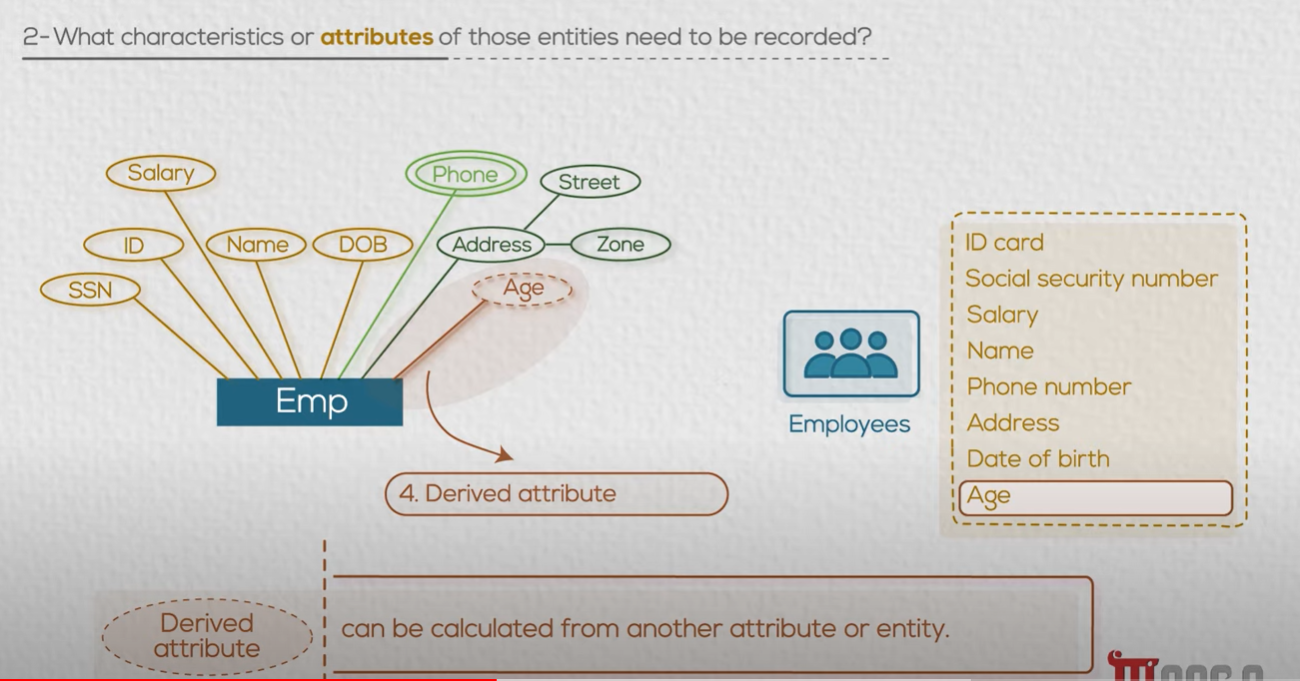 2- What characteristics or attributes of those entities need to be recorded?
Salary
Phone
Street
ID
Name
DOB
Address
Zone
SSN
Age
Emp
4. Derived attribute
Employees
ID card
Social security number
Salary
Name
Phone number
Address
Date of birth
Age
Derived
attribute
can be calculated from another attribute or entity.